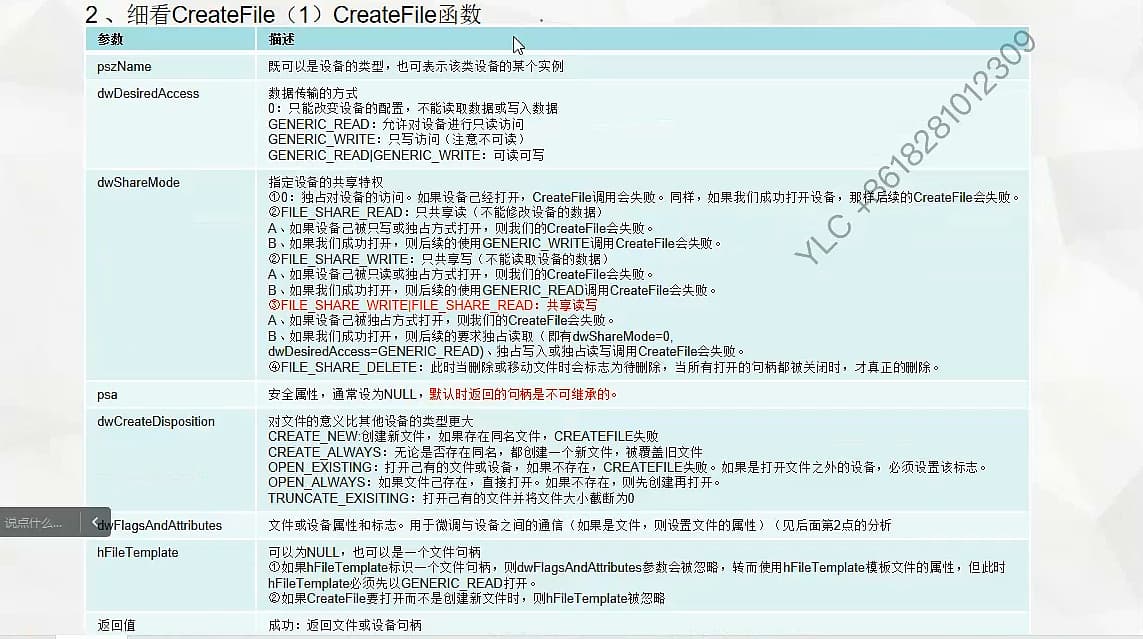 2 、细看CreateFile（1）CreateFile函数
参数 描述
pszName 既可以是设备的类型，也可表示该类设备的某个实例
dwDesiredAccess 数据传输的方式
0：只能改变设备的配置，不能读取数据或写入数据
GENERIC_READ：允许对设备进行只读访问
GENERIC_WRITE：只写访问（注意不可读）
GENERIC_READ|GENERIC_WRITE：可读可写
dwShareMode 指定设备的共享特权
①0：独占对设备的访问。如果设备己经打开，CreateFile调用会失败。同样，如果我们成功打开设备，那样后续的CreateFile会失败。
②FILE_SHARE_READ：只共享读（不能修改设备的数据）
A、如果设备己被只写或独占方式打开，则我们的CreateFile会失败。
B、如果我们成功打开，则后续的使用GENERIC_WRITE调用CreateFile会失败。
②FILE_SHARE_WRITE：只共享写（不能读取设备的数据）
A、如果设备己被只读或独占方式打开，则我们的CreateFile会失败。
B、如果我们成功打开，则后续的使用GENERIC_READ调用CreateFile会失败。
③FILE_SHARE_WRITE|FILE_SHARE_READ：共享读写
A、如果设备己被独占方式打开，则我们的CreateFile会失败。
B、如果我们成功打开，则后续的要求独占读取（即有dwShareMode=0,
dwDesiredAccess=GENERIC_READ)、独占写入或独占读写调用CreateFile会失败。
④FILE_SHARE_DELETE：此时当删除或移动文件时会标志为待删除，当所有打开的句柄都被关闭时，才真正的删除。
psa 安全属性，通常设为NULL，默认时返回的句柄是不可继承的。
dwCreateDisposition 对文件的意义比其他设备的类型更大
CREATE_NEW:创建新文件，如果存在同名文件，CREATEFILE失败
CREATE_ALWAYS：无论是否存在同名，都创建一个新文件，被覆盖旧文件
OPEN_EXISTING：打开己有的文件或设备，如果不存在，CREATEFILE失败。如果是打开文件之外的设备，必须设置该标志。
OPEN_ALWAYS：如果文件己存在，直接打开。如果不存在，则先创建再打开。
TRUNCATE_EXISITING：打开己有的文件并将文件大小截断为0
dwFlagsAndAttributes 文件或设备属性和标志。用于微调与设备之间的通信（如果是文件，则设置文件的属性）（见后面第2点的分析
hFileTemplate 可以为NULL，也可以是一个文件句柄
①如果hFileTemplate标识一个文件句柄，则dwFlagsAndAttributes参数会被忽略，转而使用hFileTemplate模板文件的属性，但此时
hFileTemplate必须先以GENERIC_READ打开。
②如果CreateFile要打开而不是创建新文件时，则hFileTemplate被忽略
返回值 成功：返回文件或设备句柄
说点什么...
YLC +8618281012309